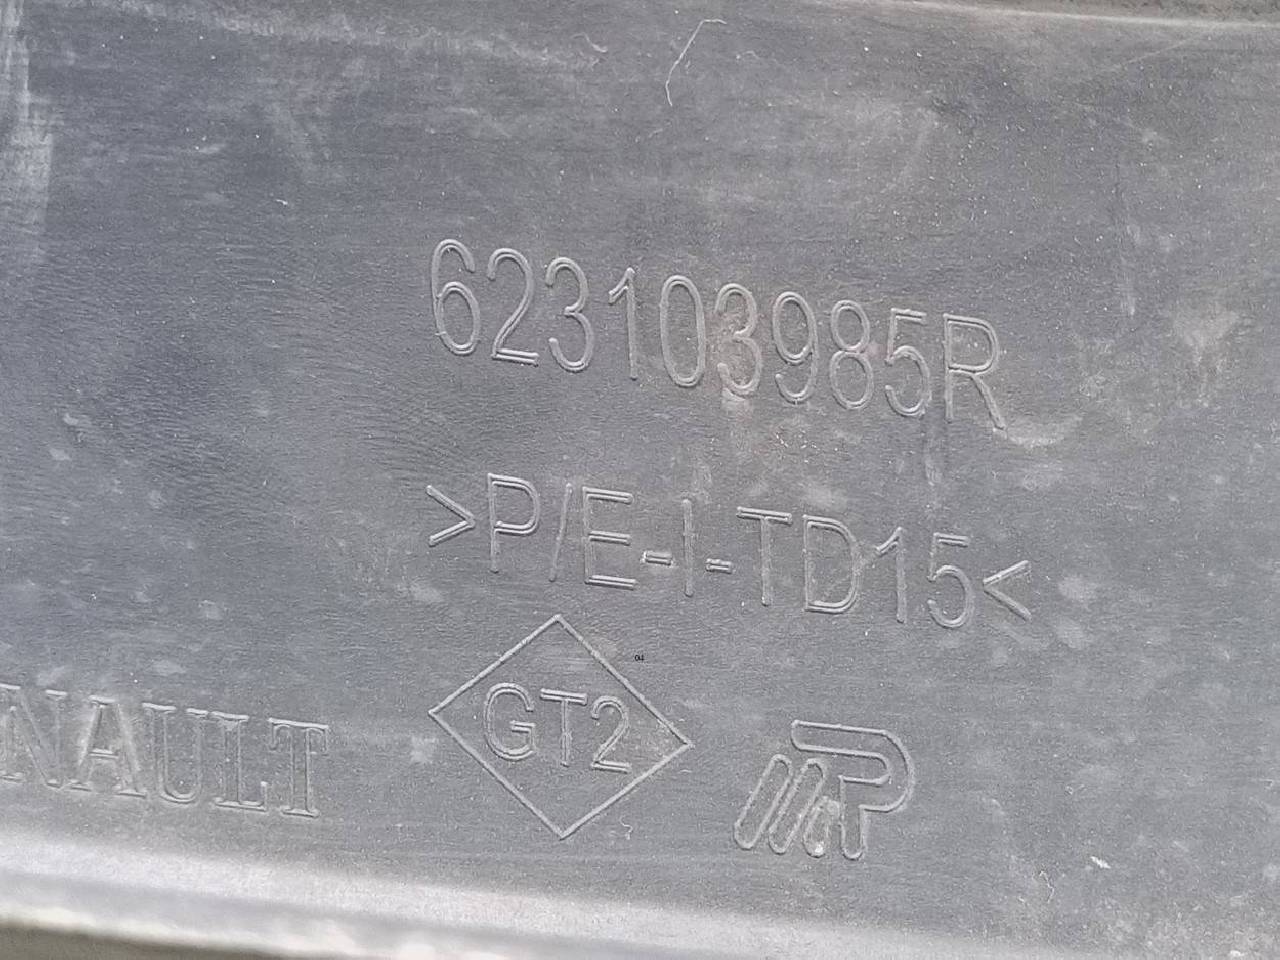 623103985R
>P/E-I-TD15<
GT2
NAULT